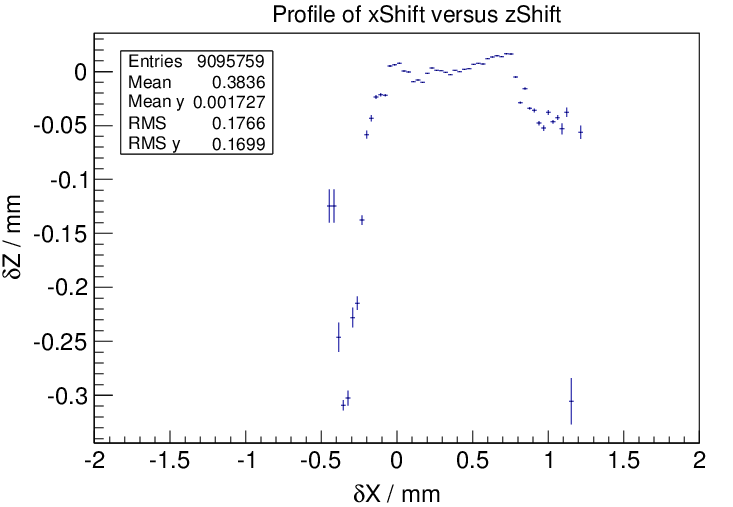 Profile of xShift versus zShift
Entries 9095759
Mean 0.3836
Mean y 0.001727
RMS 0.1766
RMS y 0.1699
0
-0.05
-0.1
-0.15
-0.2
-0.25
-0.3
δZ / mm
-2 -1.5 -1 -0.5 0 0.5 1 1.5 2
δX / mm